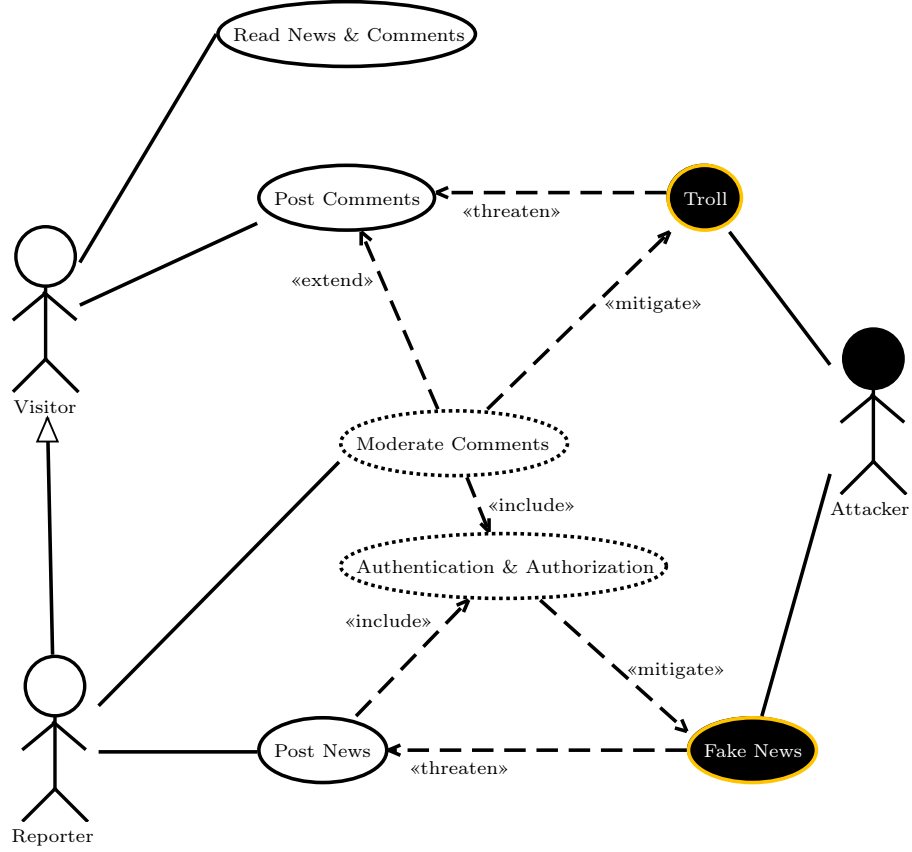 Read News & Comments
Post Comments
Troll
«threaten»
«extend»
«mitigate»
Visitor
Moderate Comments
Attacker
«include»
Authentication & Authorization
«include»
«mitigate»
Post News
Fake News
«threaten»
Reporter